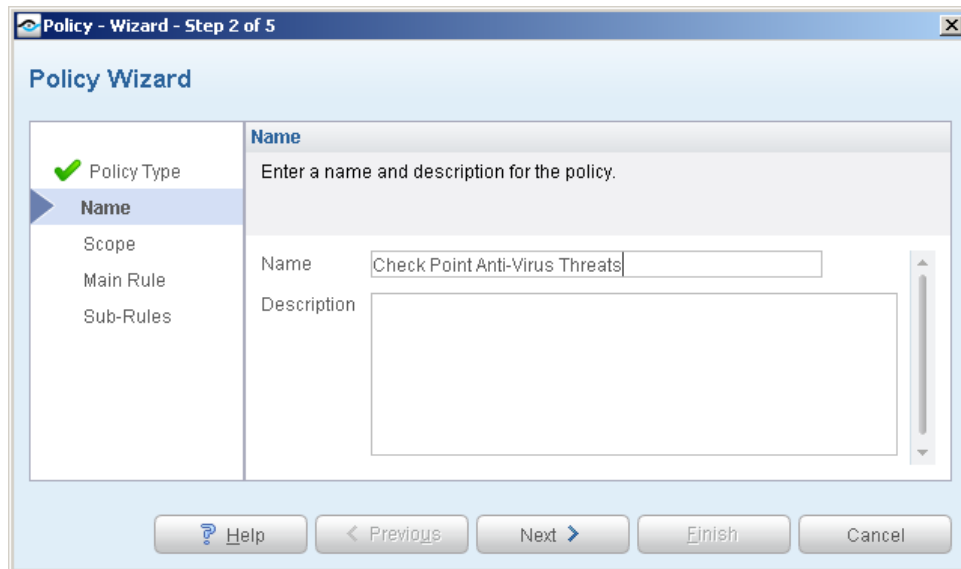 Policy - Wizard - Step 2 of 5
Policy Wizard
Policy Type
Name
Scope
Main Rule
Sub-Rules
Name
Enter a name and description for the policy.
Name
Check Point Anti-Virus Threats
Description
Help
Previous
Next
Finish
Cancel